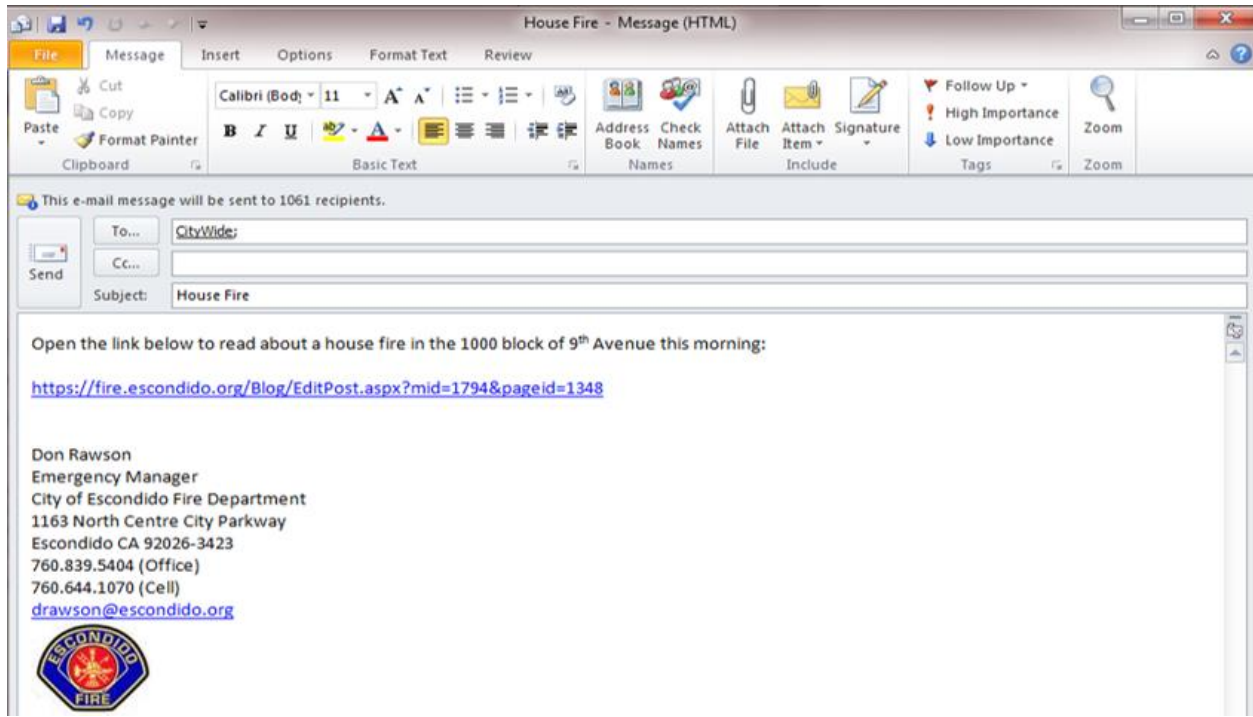 House Fire - Message (HTML)
File Message Insert Options Format Text Review
Cut
Copy
Format Painter
Paste
Clipboard
Calibri (Body 11
B I U
Basic Text
Address Book
Check Names
Names
Attach File
Attach Item
Signature
Include
Follow Up
High Importance
Low Importance
Tags
Zoom
Zoom
This e-mail message will be sent to 1061 recipients.
Send
To... CityWide;
Cc...
Subject: House Fire
Open the link below to read about a house fire in the 1000 block of 9th Avenue this morning:
https://fire.escondido.org/Blog/EditPost.aspx?mid=1794&pageid=1348
Don Rawson
Emergency Manager
City of Escondido Fire Department
1163 North Centre City Parkway
Escondido CA 92026-3423
760.839.5404 (Office)
760.644.1070 (Cell)
drawson@escondido.org
ESCONDIDO
FIRE